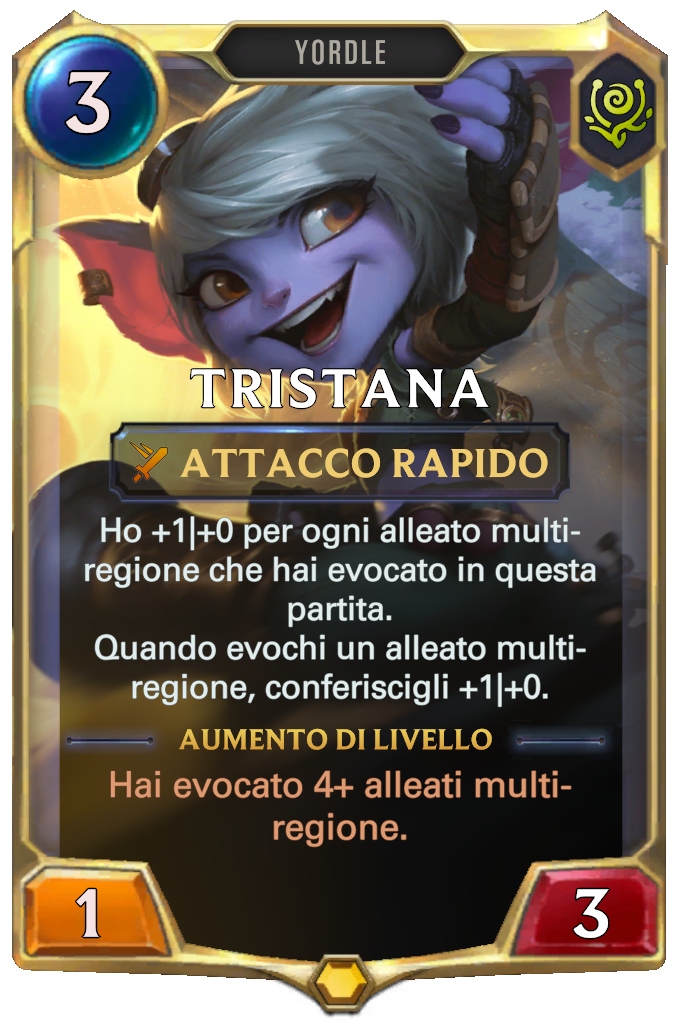 YORDLE
3
TRISTANA
ATTACCO RAPIDO
Ho +1|+0 per ogni alleato multi-
regione che hai evocato in questa
partita.
Quando evochi un alleato multi-
regione, conferiscigli +1|+0.
AUMENTO DI LIVELLO
Hai evocato 4+ alleati multi-
regione.
1
3